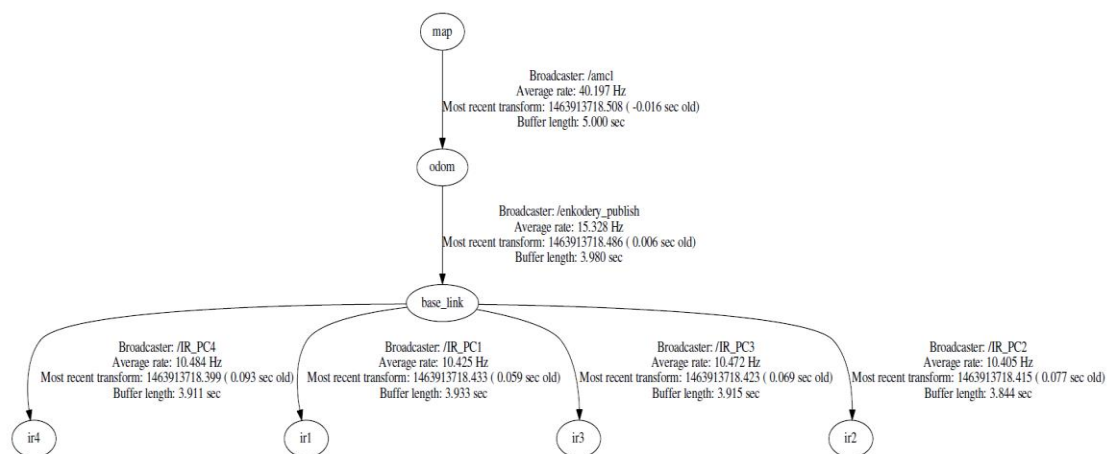 map
Broadcaster: /amcl
Average rate: 40.197 Hz
Most recent transform: 1463913718.508 ( -0.016 sec old)
Buffer length: 5.000 sec
odom
Broadcaster: /enkodery_publish
Average rate: 15.328 Hz
Most recent transform: 1463913718.486 ( 0.006 sec old)
Buffer length: 3.980 sec
base_link
Broadcaster: /IR_PC4
Average rate: 10.484 Hz
Most recent transform: 1463913718.399 ( 0.093 sec old)
Buffer length: 3.911 sec
Broadcaster: /IR_PC1
Average rate: 10.425 Hz
Most recent transform: 1463913718.433 ( 0.059 sec old)
Buffer length: 3.933 sec
Broadcaster: /IR_PC3
Average rate: 10.472 Hz
Most recent transform: 1463913718.423 ( 0.069 sec old)
Buffer length: 3.915 sec
Broadcaster: /IR_PC2
Average rate: 10.405 Hz
Most recent transform: 1463913718.415 ( 0.077 sec old)
Buffer length: 3.844 sec
ir4
ir1
ir3
ir2